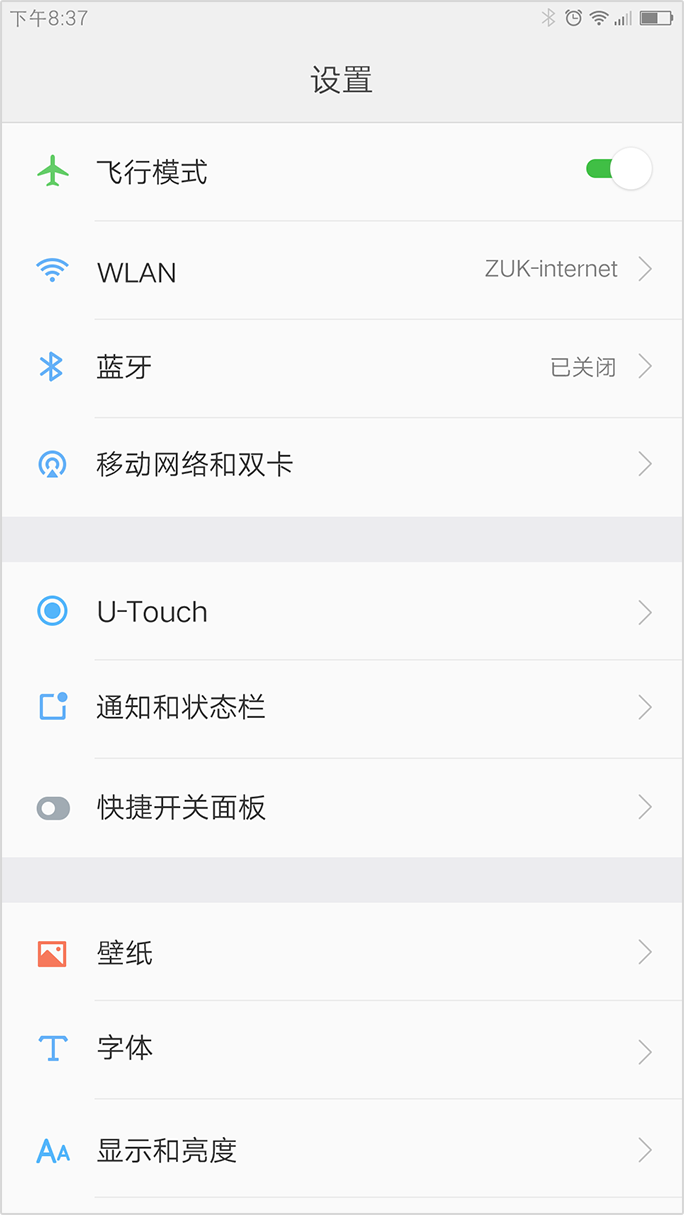 下午8:37
设置
飞行模式
WLAN ZUK-internet
蓝牙 已关闭
移动网络和双卡
U-Touch
通知和状态栏
快捷开关面板
壁纸
字体
显示和亮度